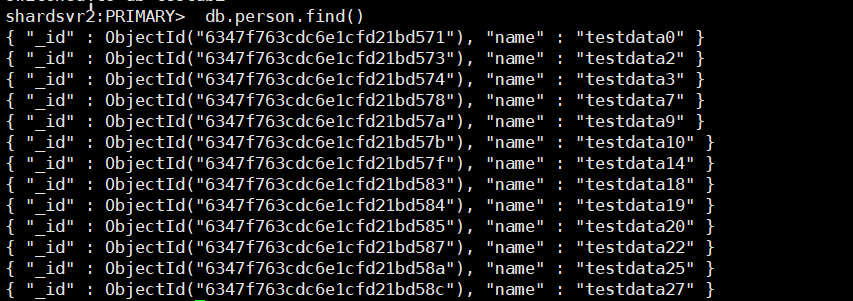 shardsvr2:PRIMARY>  db.person.find()
{ "_id" : ObjectId("6347f763cdc6e1cfd21bd571"), "name" : "testdata0" }
{ "_id" : ObjectId("6347f763cdc6e1cfd21bd573"), "name" : "testdata2" }
{ "_id" : ObjectId("6347f763cdc6e1cfd21bd574"), "name" : "testdata3" }
{ "_id" : ObjectId("6347f763cdc6e1cfd21bd578"), "name" : "testdata7" }
{ "_id" : ObjectId("6347f763cdc6e1cfd21bd57a"), "name" : "testdata9" }
{ "_id" : ObjectId("6347f763cdc6e1cfd21bd57b"), "name" : "testdata10" }
{ "_id" : ObjectId("6347f763cdc6e1cfd21bd57f"), "name" : "testdata14" }
{ "_id" : ObjectId("6347f763cdc6e1cfd21bd583"), "name" : "testdata18" }
{ "_id" : ObjectId("6347f763cdc6e1cfd21bd584"), "name" : "testdata19" }
{ "_id" : ObjectId("6347f763cdc6e1cfd21bd585"), "name" : "testdata20" }
{ "_id" : ObjectId("6347f763cdc6e1cfd21bd587"), "name" : "testdata22" }
{ "_id" : ObjectId("6347f763cdc6e1cfd21bd58a"), "name" : "testdata25" }
{ "_id" : ObjectId("6347f763cdc6e1cfd21bd58c"), "name" : "testdata27" }